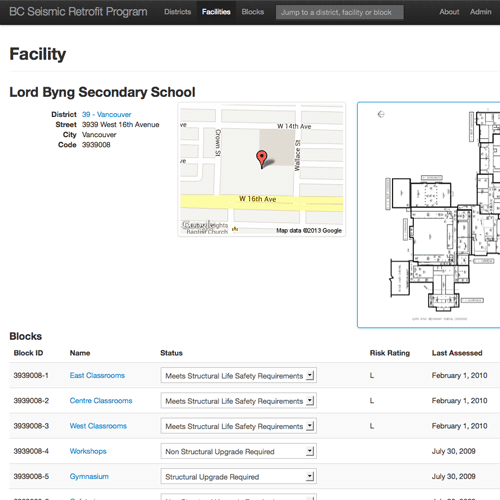 BC Seismic Retrofit Program Districts Facilities Blocks Jump to a district, facility or block About Admin
Facility
Lord Byng Secondary School
District 39 - Vancouver
Street 3939 West 16th Avenue
City Vancouver
Code 3939008
W 14th Ave
Crown St
Wallace St
W 16th Ave
Baptist Church
Map data ©2013 Google
Blocks
Block ID Name Status Risk Rating Last Assessed
3939008-1 East Classrooms Meets Structural Life Safety Requirements L February 1, 2010
3939008-2 Centre Classrooms Meets Structural Life Safety Requirements L February 1, 2010
3939008-3 West Classrooms Meets Structural Life Safety Requirements L February 1, 2010
3939008-4 Workshops Non Structural Upgrade Required July 30, 2009
3939008-5 Gymnasium Structural Upgrade Required July 30, 2009